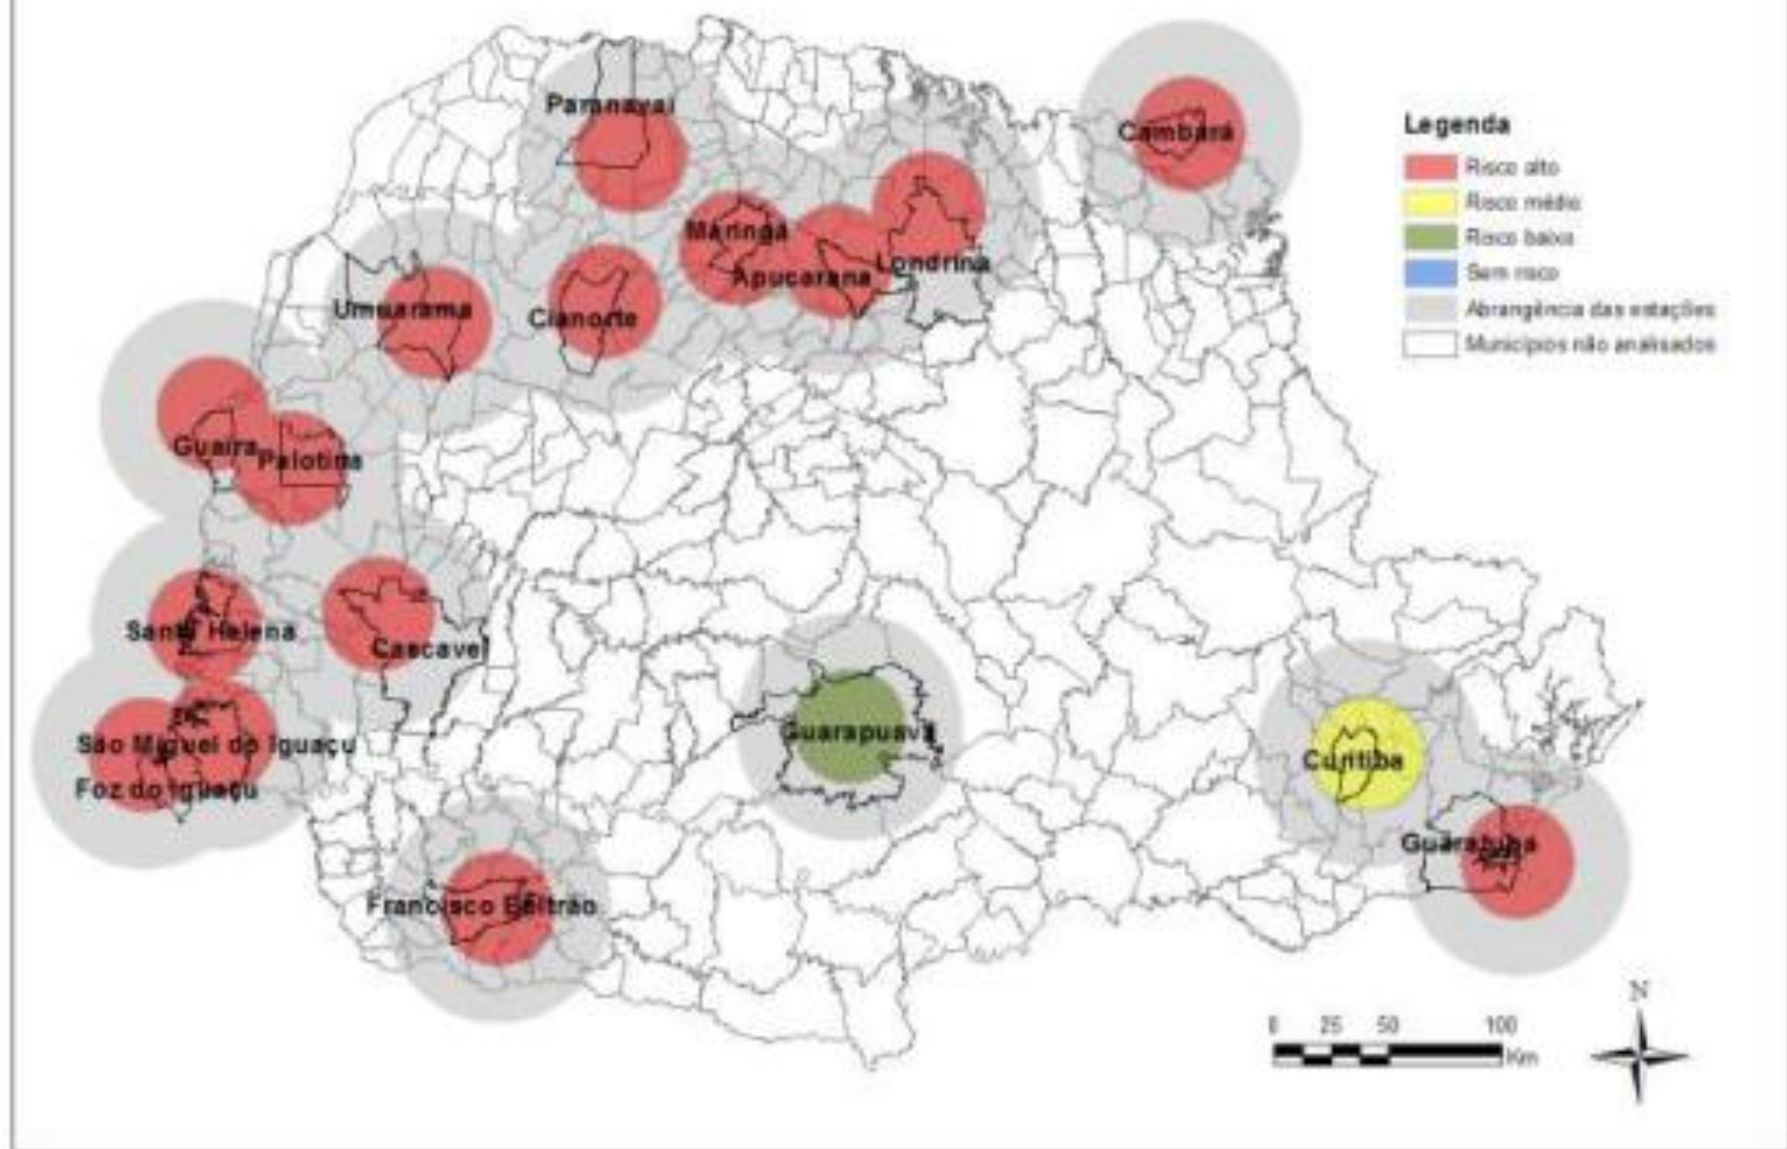 Paranavaí
Cambará
Legenda
Risco alto
Risco médio
Risco baixo
Sem risco
Abrangência das estações
Municípios não analisados
Maringá
Apucarana
Londrina
Umuarama
Cianorte
Guaíra
Palotina
Santa Helena
Cascavel
São Miguel do Iguaçu
Foz do Iguaçu
Guarapuava
Curitiba
Guaratuba
Francisco Beltrão
N
0 25 50 100
Km